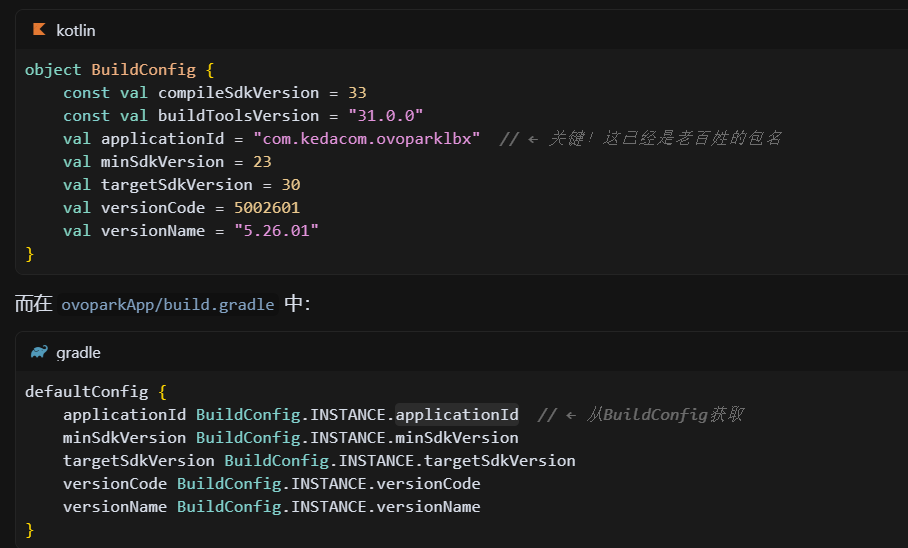 kotlin
object BuildConfig {
    const val compileSdkVersion = 33
    const val buildToolsVersion = "31.0.0"
    val applicationId = "com.kedacom.ovoparklbx"  // ← 关键！这已经是老百姓的包名
    val minSdkVersion = 23
    val targetSdkVersion = 30
    val versionCode = 5002601
    val versionName = "5.26.01"
}
而在 ovoparkApp/build.gradle 中：
gradle
defaultConfig {
    applicationId BuildConfig.INSTANCE.applicationId  // ← 从BuildConfig获取
    minSdkVersion BuildConfig.INSTANCE.minSdkVersion
    targetSdkVersion BuildConfig.INSTANCE.targetSdkVersion
    versionCode BuildConfig.INSTANCE.versionCode
    versionName BuildConfig.INSTANCE.versionName
}